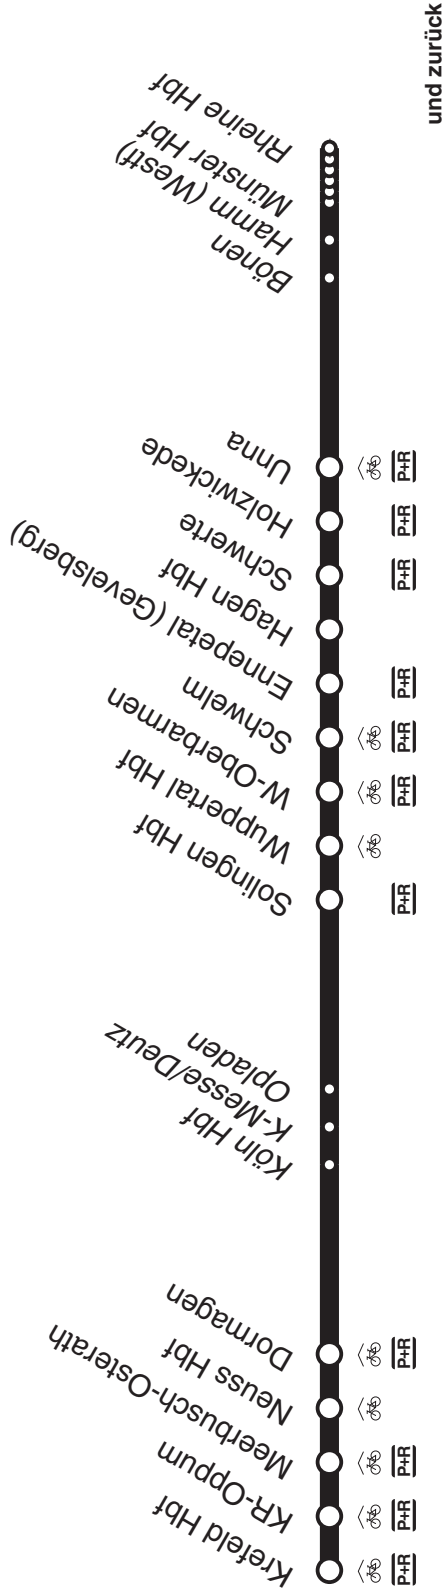 Krefeld Hbf
P+R
KR-Oppum
P+R
Meerbusch-Osterath
P+R
Neuss Hbf
Dormagen
P+R
Köln Hbf
K-Messe/Deutz
Opladen
Solingen Hbf
P+R
Wuppertal Hbf
W-Oberbarmen
P+R
Schwelm
P+R
Ennepetal (Gevelsberg)
P+R
Hagen Hbf
Schwerte
P+R
Holzwickede
P+R
Unna
P+R
Bönen
Hamm (Westf)
Münster Hbf
Rheine Hbf
und zurück